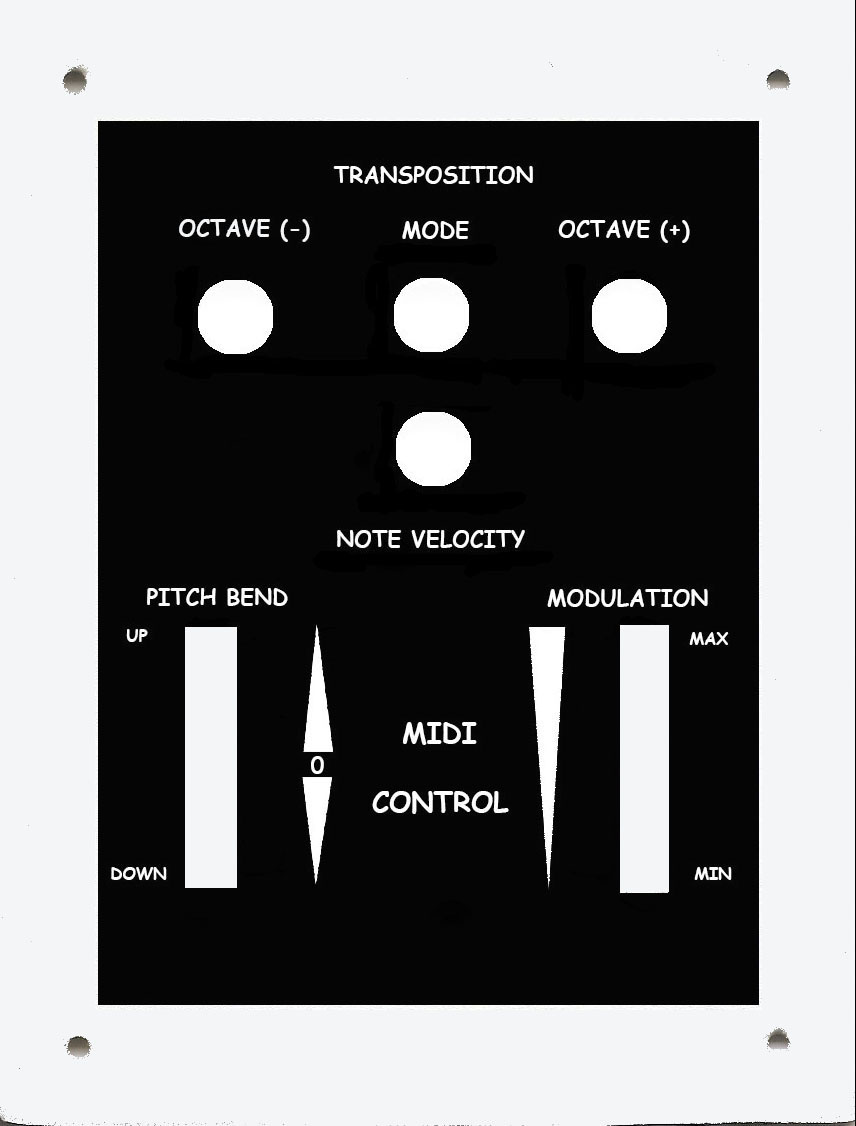 TRANSPOSITION
OCTAVE (-) MODE OCTAVE (+)
NOTE VELOCITY
PITCH BEND MODULATION
UP MAX
MIDI
0
CONTROL
DOWN MIN